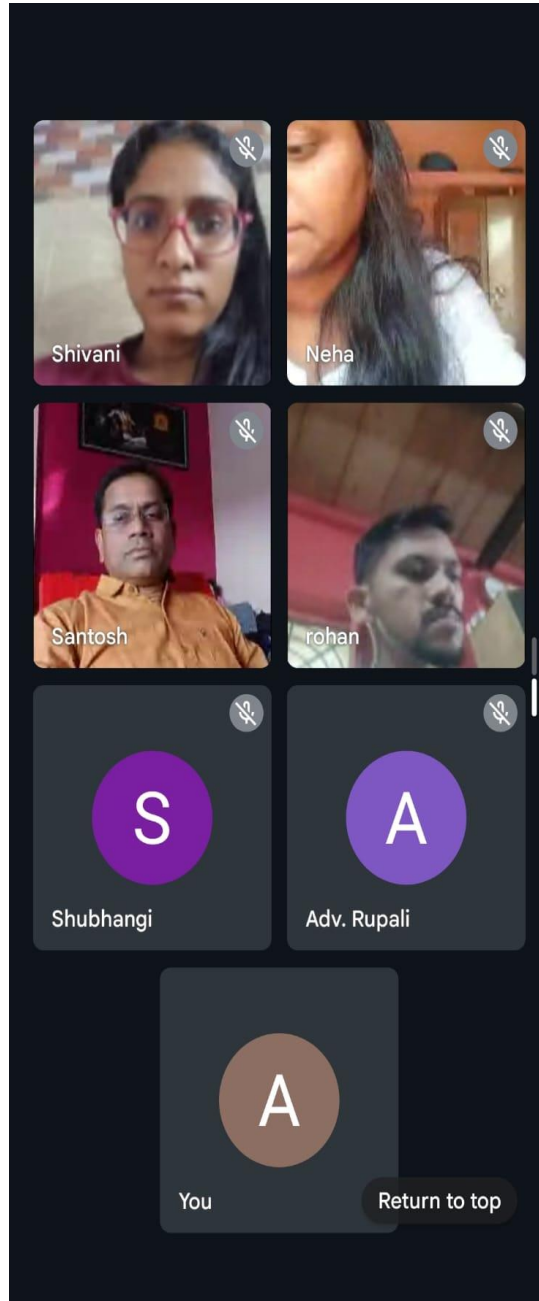 Shivani
Neha
Santosh
rohan
S
Shubhangi
A
Adv. Rupali
A
You
Return to top